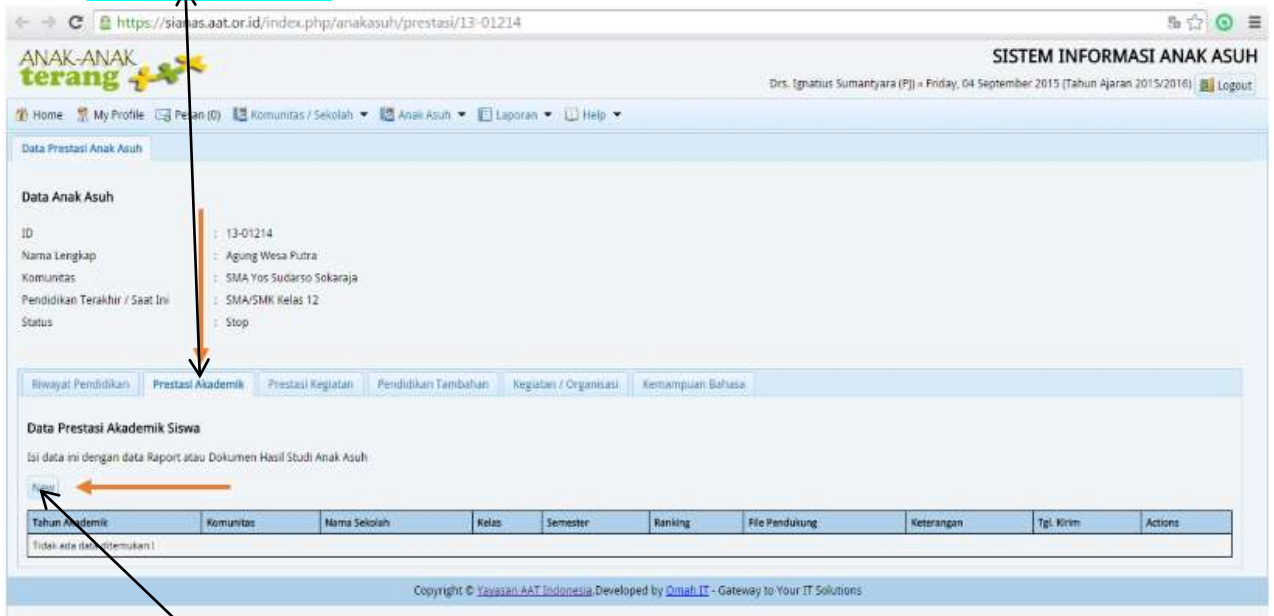 https://sianas.aat.or.id/index.php/anakasuh/prestasi/13-01214
ANAK-ANAK
terang
SISTEM INFORMASI ANAK ASUH
Drs. Ignatius Sumantyara (PJ) » Friday, 04 September 2015 (Tahun Ajaran 2015/2016) Logout
Home My Profile Pesan (0) Komunitas / Sekolah Anak Asuh Laporan Help
Data Prestasi Anak Asuh
Data Anak Asuh
ID : 13-01214
Nama Lengkap : Agung Wesa Putra
Komunitas : SMA Yos Sudarso Sokaraja
Pendidikan Terakhir / Saat Ini : SMA/SMK Kelas 12
Status : Stop
Riwayat Pendidikan Prestasi Akademik Prestasi Kegiatan Pendidikan Tambahan Kegiatan / Organisasi Kemampuan Bahasa
Data Prestasi Akademik Siswa
Isi data ini dengan data Raport atau Dokumen Hasil Studi Anak Asuh
New
Tahun Akademik Komunitas Nama Sekolah Kelas Semester Ranking File Pendukung Keterangan Tgl. Kirim Actions
Tidak ada data ditemukan !
Copyright © Yayasan AAT Indonesia.Developed by Omah IT - Gateway to Your IT Solutions